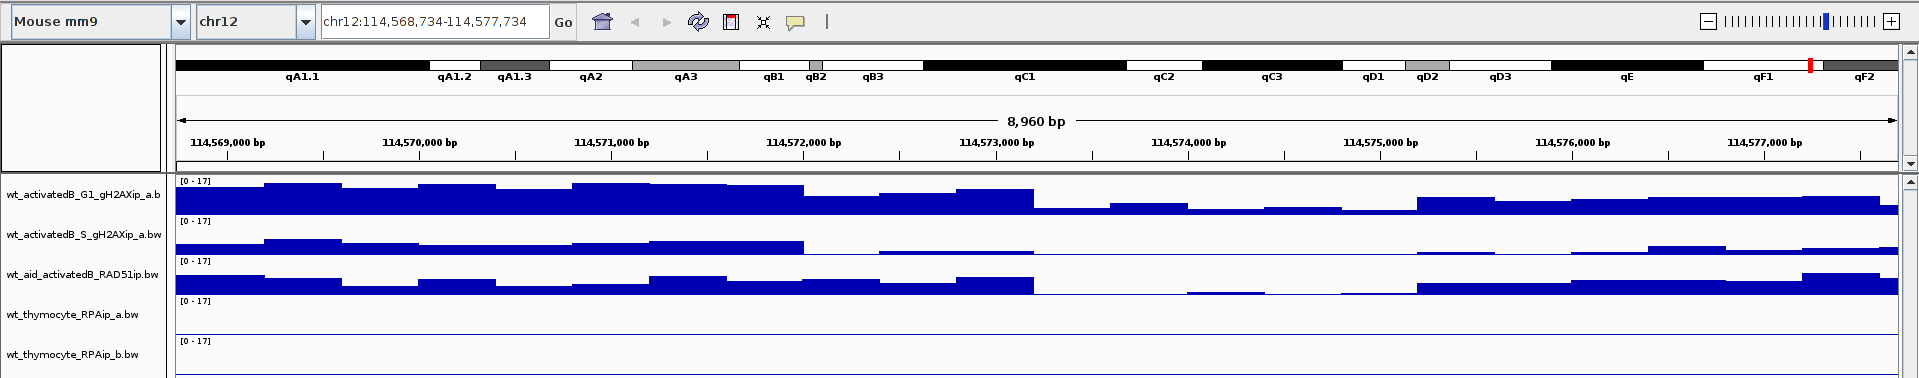 Mouse mm9 chr12 chr12:114,568,734-114,577,734 Go
qA1.1 qA1.2 qA1.3 qA2 qA3 qB1 qB2 qB3 qC1 qC2 qC3 qD1 qD2 qD3 qE qF1 qF2
8,960 bp
114,569,000 bp 114,570,000 bp 114,571,000 bp 114,572,000 bp 114,573,000 bp 114,574,000 bp 114,575,000 bp 114,576,000 bp 114,577,000 bp
[0 - 17]
wt_activatedB_G1_gH2AXip_a.b
[0 - 17]
wt_activatedB_S_gH2AXip_a.bw
[0 - 17]
wt_aid_activatedB_RAD51ip.bw
[0 - 17]
wt_thymocyte_RPAip_a.bw
[0 - 17]
wt_thymocyte_RPAip_b.bw